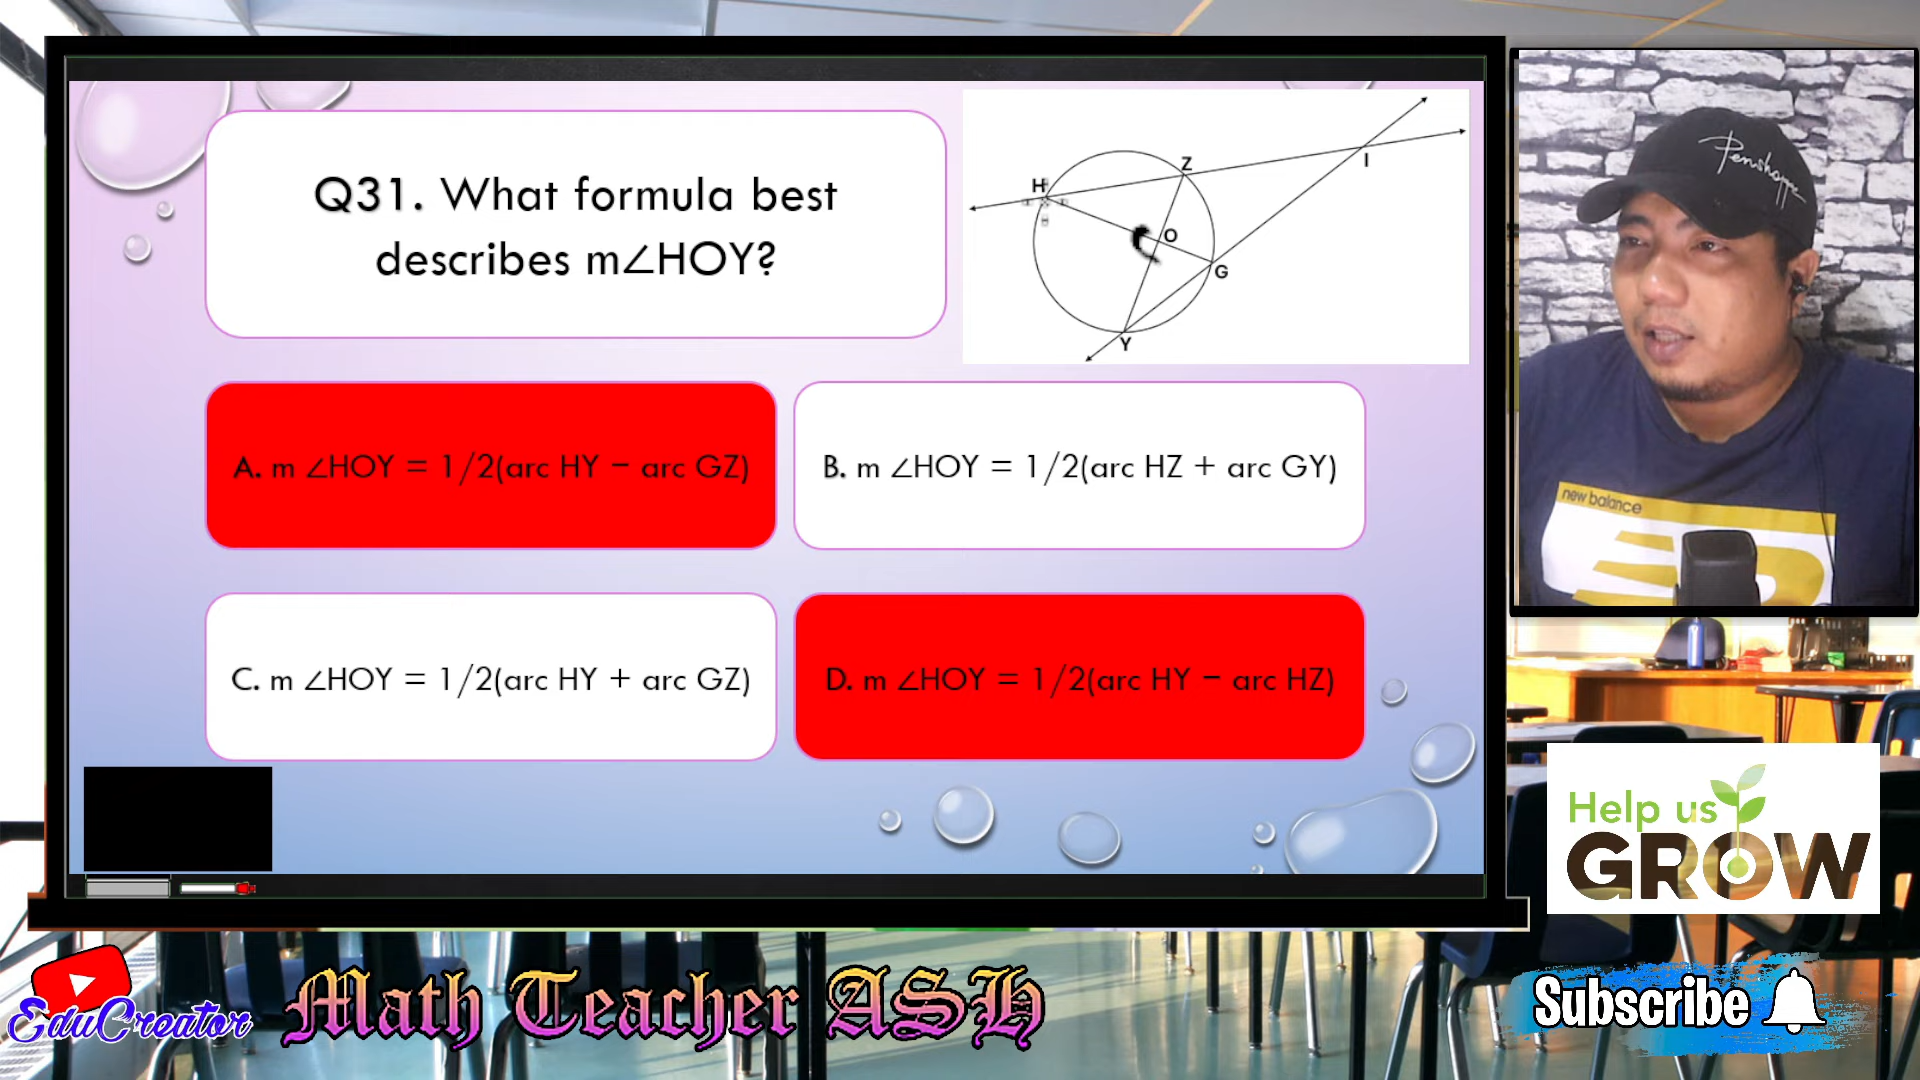 Q31. What formula best
describes m∠HOY?
H
Z
I
O
G
Y
A. m ∠HOY = 1/2(arc HY − arc GZ)
B. m ∠HOY = 1/2(arc HZ + arc GY)
C. m ∠HOY = 1/2(arc HY + arc GZ)
D. m ∠HOY = 1/2(arc HY − arc HZ)
Penshoppe
new balance
Help us
GROW
EduCreator
Math Teacher ASH
Subscribe